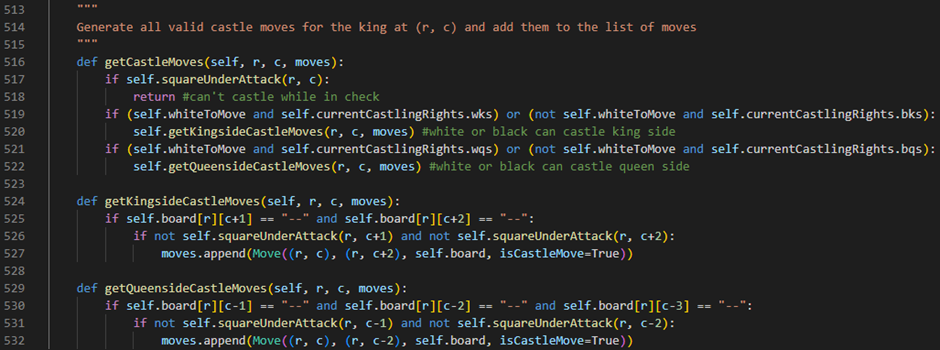 513 """
514 Generate all valid castle moves for the king at (r, c) and add them to the list of moves
515 """
516 def getCastleMoves(self, r, c, moves):
517 if self.squareUnderAttack(r, c):
518 return #can't castle while in check
519 if (self.whiteToMove and self.currentCastlingRights.wks) or (not self.whiteToMove and self.currentCastlingRights.bks):
520 self.getKingsideCastleMoves(r, c, moves) #white or black can castle king side
521 if (self.whiteToMove and self.currentCastlingRights.wqs) or (not self.whiteToMove and self.currentCastlingRights.bqs):
522 self.getQueensideCastleMoves(r, c, moves) #white or black can castle queen side
523
524 def getKingsideCastleMoves(self, r, c, moves):
525 if self.board[r][c+1] == "--" and self.board[r][c+2] == "--":
526 if not self.squareUnderAttack(r, c+1) and not self.squareUnderAttack(r, c+2):
527 moves.append(Move((r, c), (r, c+2), self.board, isCastleMove=True))
528
529 def getQueensideCastleMoves(self, r, c, moves):
530 if self.board[r][c-1] == "--" and self.board[r][c-2] == "--" and self.board[r][c-3] == "--":
531 if not self.squareUnderAttack(r, c-1) and not self.squareUnderAttack(r, c-2):
532 moves.append(Move((r, c), (r, c-2), self.board, isCastleMove=True))